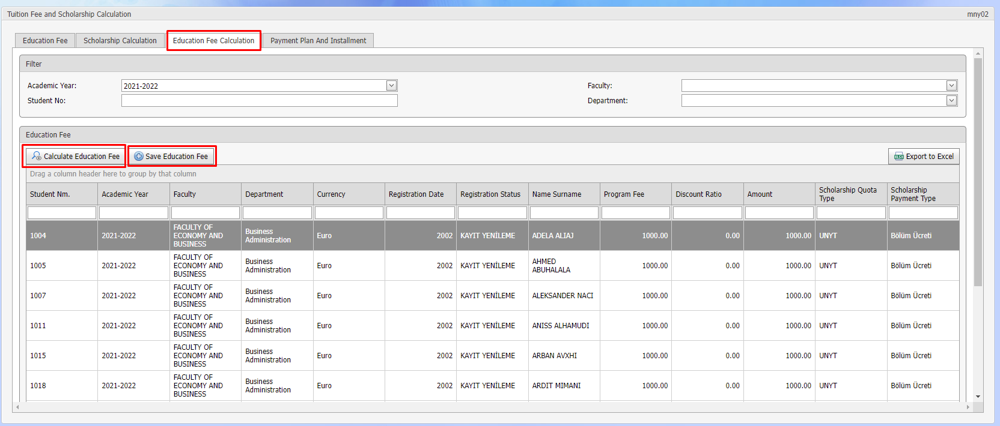 Tuition Fee and Scholarship Calculation mny02
Education Fee Scholarship Calculation Education Fee Calculation Payment Plan And Installment
Filter
Academic Year: 2021-2022 Faculty:
Student No: Department:
Education Fee
Calculate Education Fee Save Education Fee Export to Excel
Drag a column header here to group by that column
Student Nm. Academic Year Faculty Department Currency Registration Date Registration Status Name Surname Program Fee Discount Ratio Amount Scholarship Quota Type Scholarship Payment Type
1004 2021-2022 FACULTY OF ECONOMY AND BUSINESS Business Administration Euro 2002 KAYIT YENİLEME ADELA ALIAJ 1000.00 0.00 1000.00 UNYT Bölüm Ücreti
1005 2021-2022 FACULTY OF ECONOMY AND BUSINESS Business Administration Euro 2002 KAYIT YENİLEME AHMED ABUHALALA 1000.00 0.00 1000.00 UNYT Bölüm Ücreti
1007 2021-2022 FACULTY OF ECONOMY AND BUSINESS Business Administration Euro 2002 KAYIT YENİLEME ALEKSANDER NACI 1000.00 0.00 1000.00 UNYT Bölüm Ücreti
1011 2021-2022 FACULTY OF ECONOMY AND BUSINESS Business Administration Euro 2002 KAYIT YENİLEME ANISS ALHAMUDI 1000.00 0.00 1000.00 UNYT Bölüm Ücreti
1015 2021-2022 FACULTY OF ECONOMY AND BUSINESS Business Administration Euro 2002 KAYIT YENİLEME ARBAN AVXHI 1000.00 0.00 1000.00 UNYT Bölüm Ücreti
1018 2021-2022 FACULTY OF ECONOMY AND BUSINESS Business Administration Euro 2002 KAYIT YENİLEME ARDIT MIMANI 1000.00 0.00 1000.00 UNYT Bölüm Ücreti